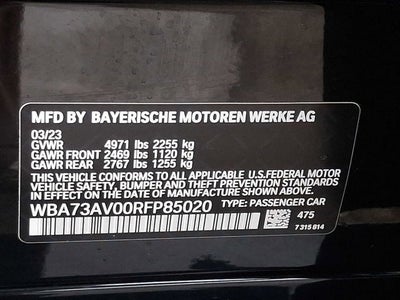 MFD BY BAYERISCHE MOTOREN WERKE AG
03/23
GVWR 4971 lbs 2255 kg
GAWR FRONT 2469 lbs 1120 kg
GAWR REAR 2767 lbs 1255 kg
THIS VEHICLE CONFORMS TO ALL APPLICABLE U.S.FEDERAL MOTOR
VEHICLE SAFETY, BUMPER AND THEFT PREVENTION STANDARDS
IN EFFECT ON THE DATE OF MANUFACTURE SHOWN ABOVE.
WBA73AV00RFP85020 TYPE: PASSENGER CAR
475
7 315 814